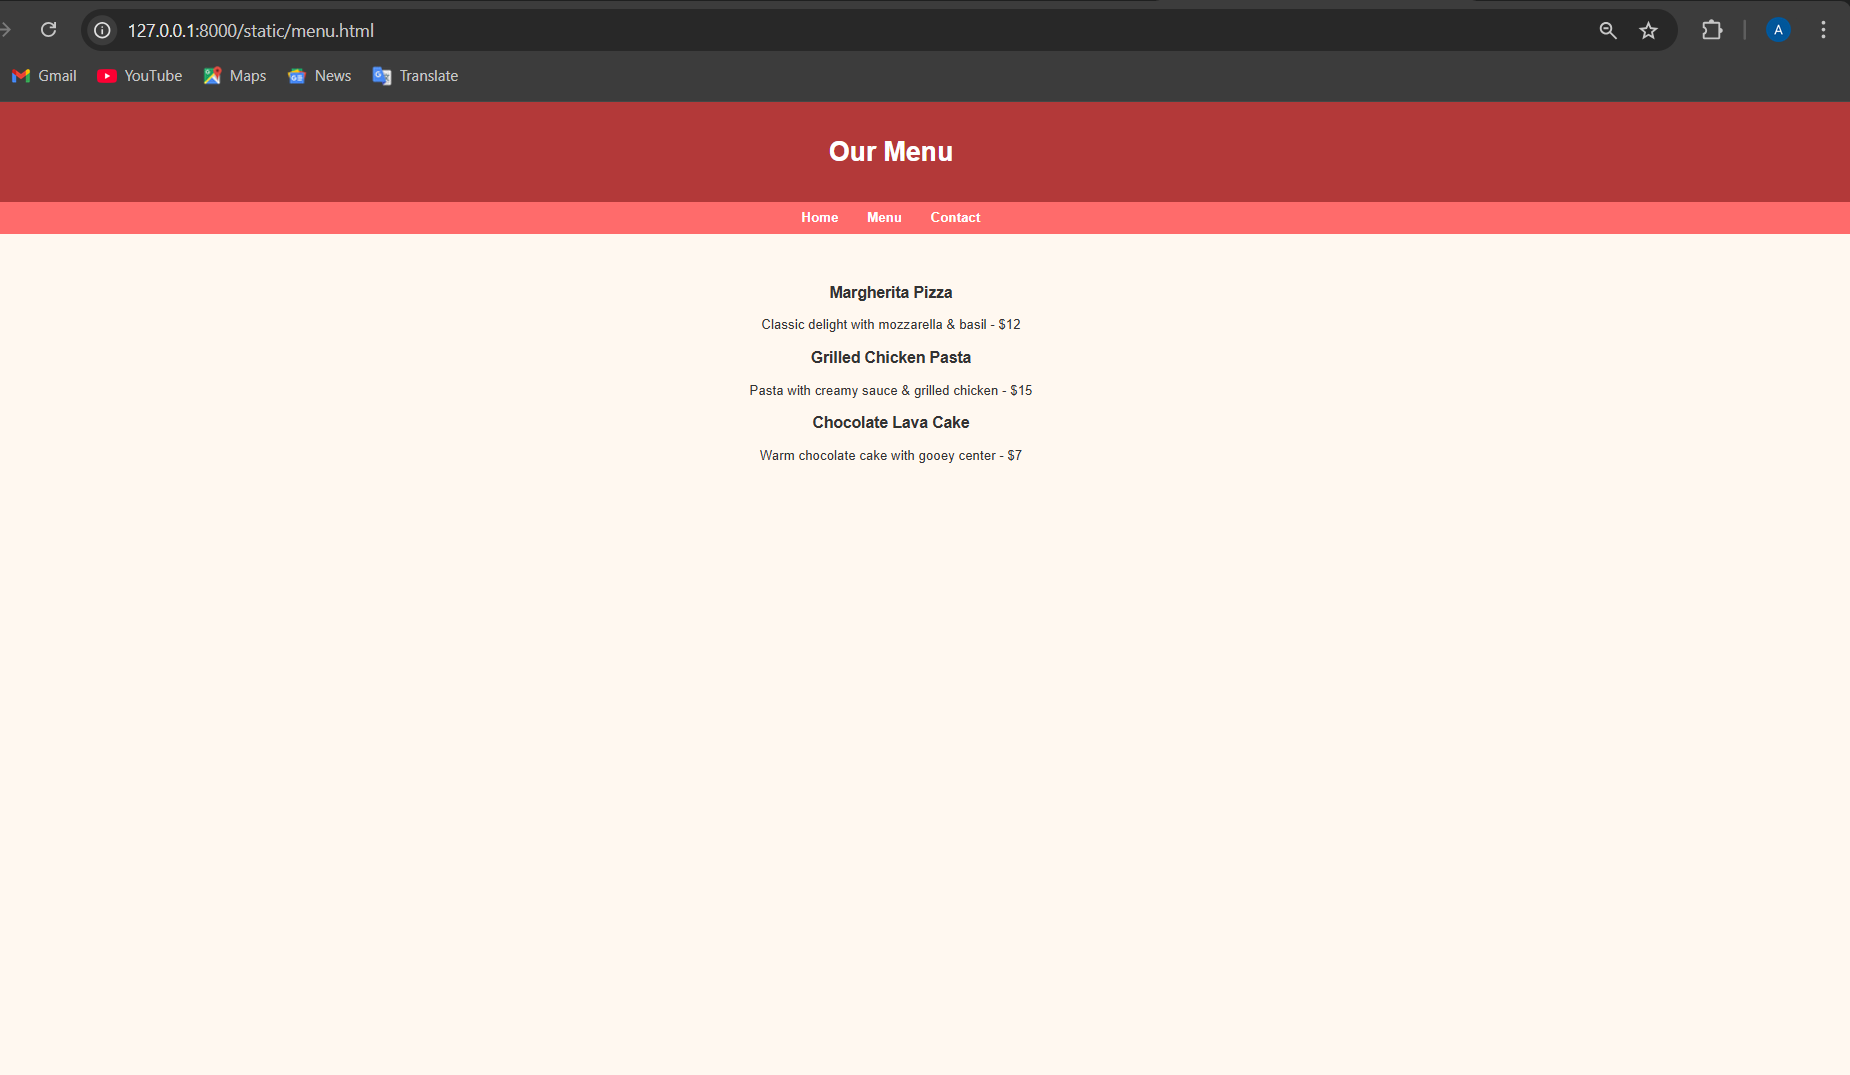 127.0.0.1:8000/static/menu.html
A
Gmail YouTube Maps News Translate
Our Menu
Home Menu Contact
Margherita Pizza
Classic delight with mozzarella & basil - $12
Grilled Chicken Pasta
Pasta with creamy sauce & grilled chicken - $15
Chocolate Lava Cake
Warm chocolate cake with gooey center - $7